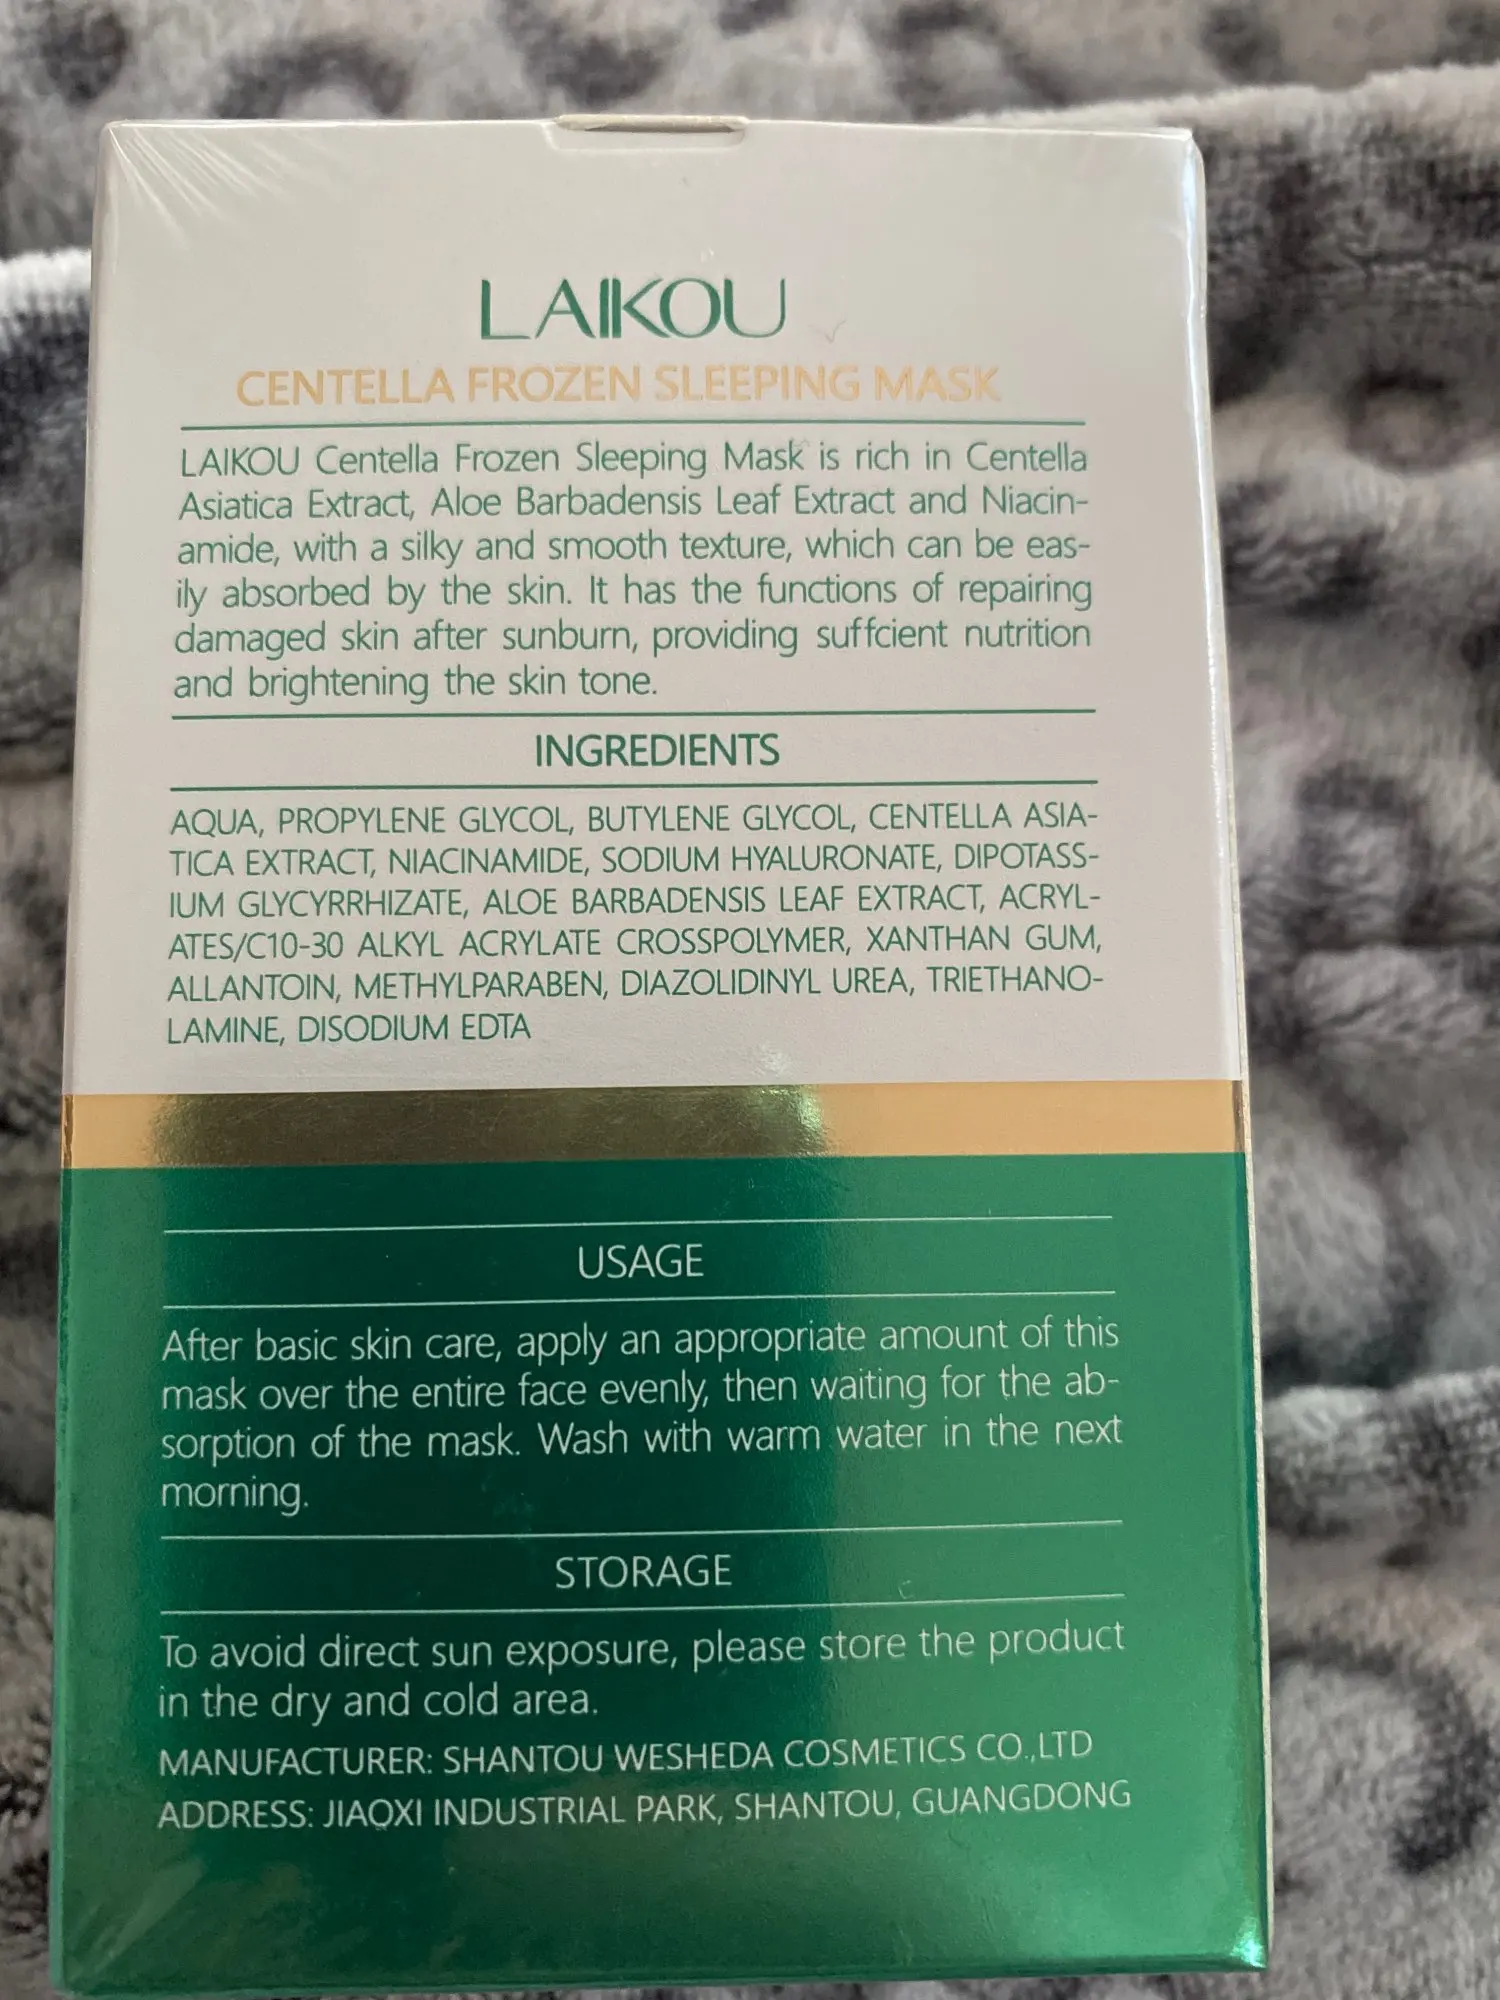 LAIKOU
CENTELLA FROZEN SLEEPING MASK
LAIKOU Centella Frozen Sleeping Mask is rich in Centella
Asiatica Extract, Aloe Barbadensis Leaf Extract and Niacin-
amide, with a silky and smooth texture, which can be eas-
ily absorbed by the skin. It has the functions of repairing
damaged skin after sunburn, providing suffcient nutrition
and brightening the skin tone.
INGREDIENTS
AQUA, PROPYLENE GLYCOL, BUTYLENE GLYCOL, CENTELLA ASIA-
TICA EXTRACT, NIACINAMIDE, SODIUM HYALURONATE, DIPOTASS-
IUM GLYCYRRHIZATE, ALOE BARBADENSIS LEAF EXTRACT, ACRYL-
ATES/C10-30 ALKYL ACRYLATE CROSSPOLYMER, XANTHAN GUM,
ALLANTOIN, METHYLPARABEN, DIAZOLIDINYL UREA, TRIETHANO-
LAMINE, DISODIUM EDTA
USAGE
After basic skin care, apply an appropriate amount of this
mask over the entire face evenly, then waiting for the ab-
sorption of the mask. Wash with warm water in the next
morning.
STORAGE
To avoid direct sun exposure, please store the product
in the dry and cold area.
MANUFACTURER: SHANTOU WESHEDA COSMETICS CO.,LTD
ADDRESS: JIAOXI INDUSTRIAL PARK, SHANTOU, GUANGDONG